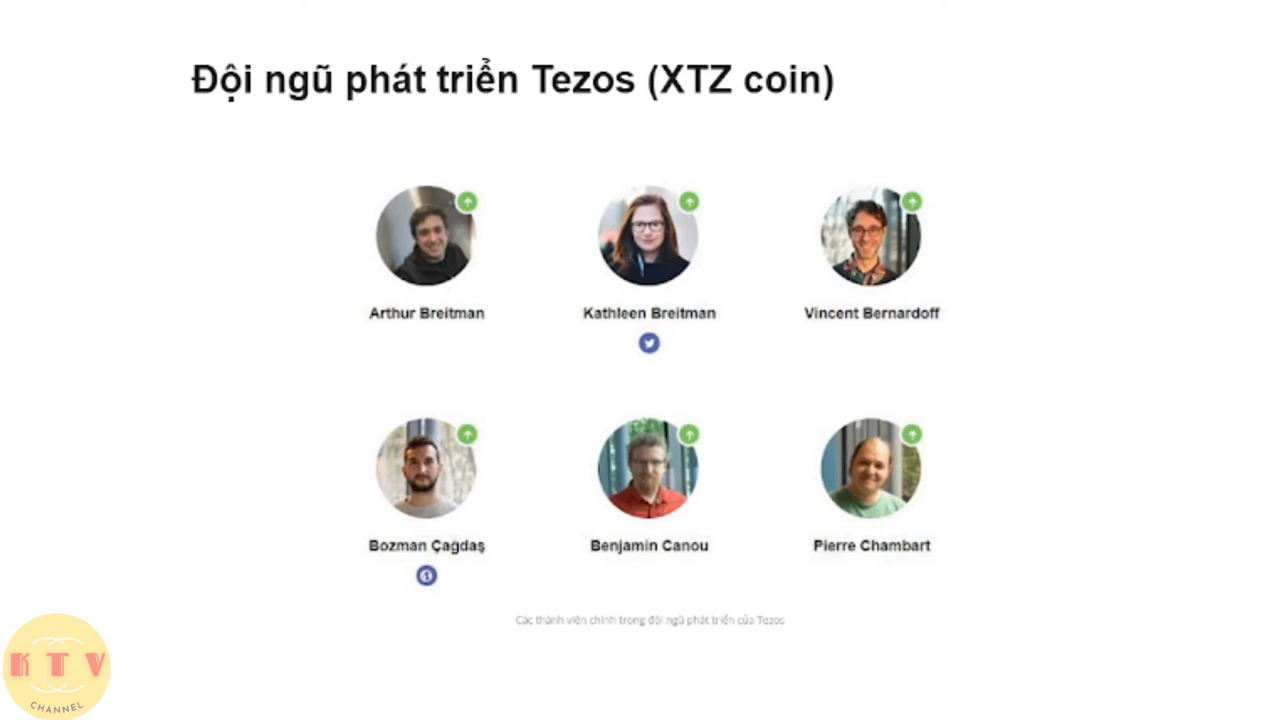 Đội ngũ phát triển Tezos (XTZ coin)
Arthur Breitman
Kathleen Breitman
Vincent Bernardoff
Bozman Çağdaş
Benjamin Canou
Pierre Chambart
Các thành viên chính trong đội ngũ phát triển của Tezos
KTV
CHANNEL